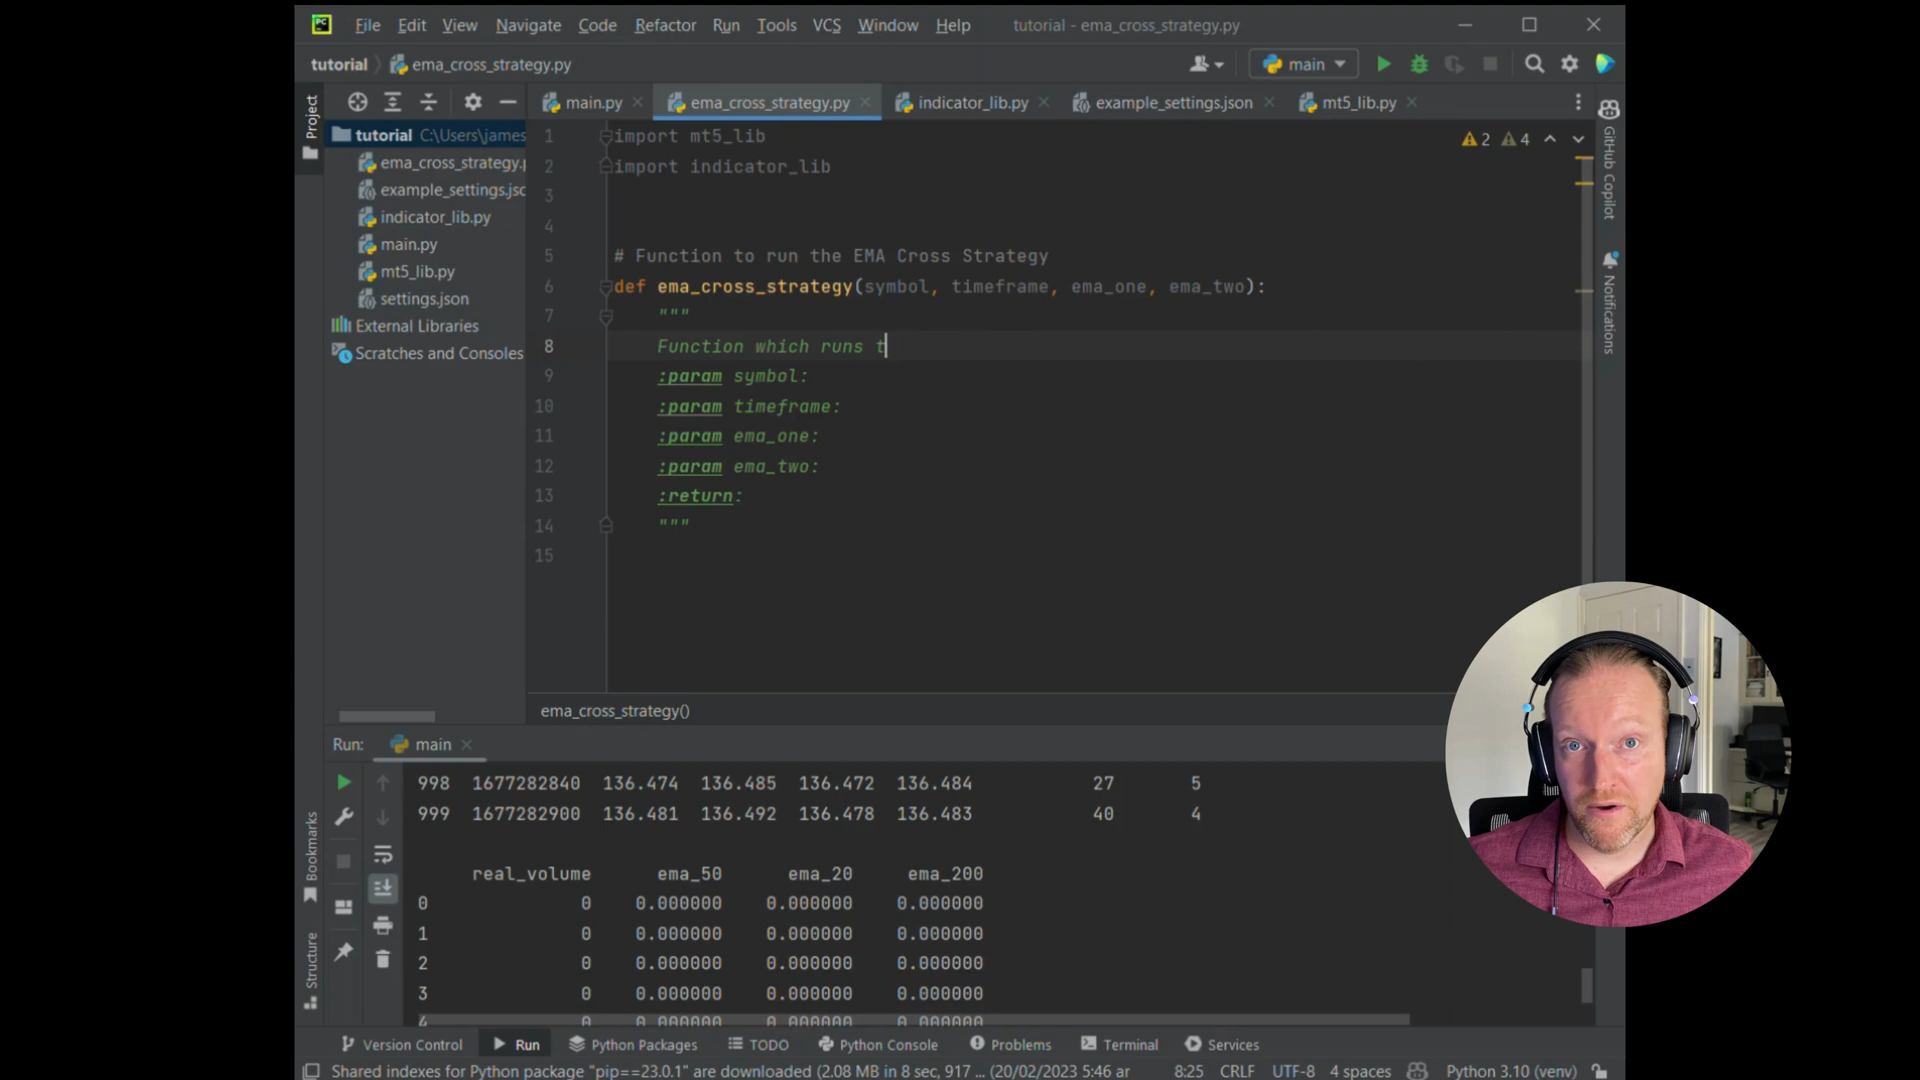 PC File Edit View Navigate Code Refactor Run Tools VCS Window Help tutorial - ema_cross_strategy.py
tutorial ema_cross_strategy.py main
main.py ema_cross_strategy.py indicator_lib.py example_settings.json mt5_lib.py
Project
tutorial C:\Users\james
ema_cross_strategy.p
example_settings.jsc
indicator_lib.py
main.py
mt5_lib.py
settings.json
External Libraries
Scratches and Consoles
1 import mt5_lib
2 import indicator_lib
3
4
5 # Function to run the EMA Cross Strategy
6 def ema_cross_strategy(symbol, timeframe, ema_one, ema_two):
7 """
8 Function which runs t
9 :param symbol:
10 :param timeframe:
11 :param ema_one:
12 :param ema_two:
13 :return:
14 """
15
2 4
GitHub Copilot
Notifications
ema_cross_strategy()
Run: main
998 1677282840 136.474 136.485 136.472 136.484 27 5
999 1677282900 136.481 136.492 136.478 136.483 40 4
real_volume ema_50 ema_20 ema_200
0 0 0.000000 0.000000 0.000000
1 0 0.000000 0.000000 0.000000
2 0 0.000000 0.000000 0.000000
3 0 0.000000 0.000000 0.000000
4 0 0.000000 0.000000 0.000000
Bookmarks
Structure
Version Control Run Python Packages TODO Python Console Problems Terminal Services
Shared indexes for Python package "pip==23.0.1" are downloaded (2.08 MB in 8 sec, 917 ... (20/02/2023 5:46 ar 8:25 CRLF UTF-8 4 spaces Python 3.10 (venv)